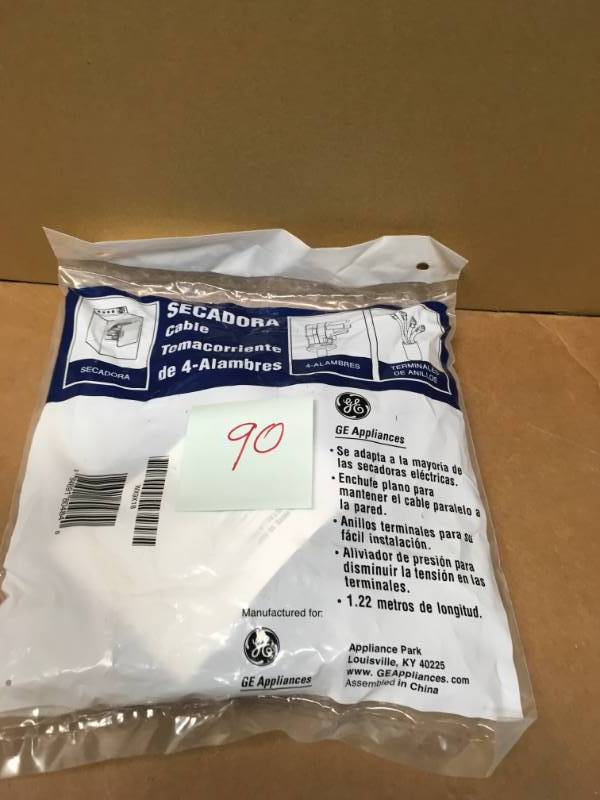 SECADORA
Cable
Tomacorriente
de 4-Alambres
SECADORA
4-ALAMBRES
TERMINALES
DE ANILLOS
90
GE Appliances
• Se adapta a la mayoría de
las secadoras eléctricas.
• Enchufe plano para
mantener el cable paralelo a
la pared.
• Anillos terminales para su
fácil instalación.
• Aliviador de presión para
disminuir la tensión en las
terminales.
• 1.22 metros de longitud.
WX9X18
Manufactured for:
GE Appliances
Appliance Park
Louisville, KY 40225
www. GEAppliances. com
Assembled in China